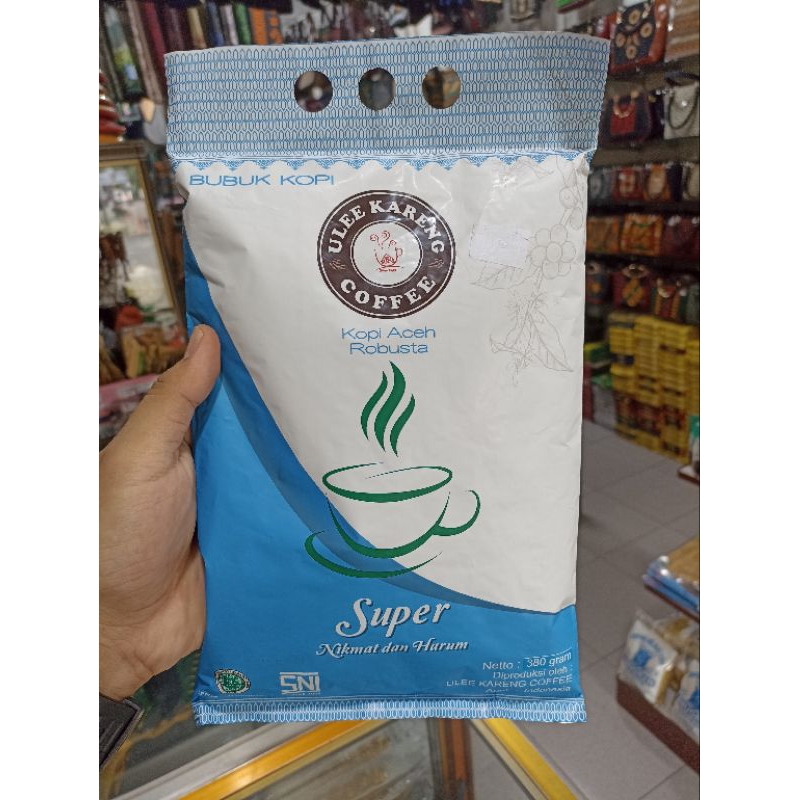 BUBUK KOPI
ULEE KARENG
COFFEE
Kopi Aceh
Robusta
Super
Nikmat dan Harum
Netto : 380 gram
Diproduksi oleh :
ULEE KARENG COFFEE
Indonesia
SNI